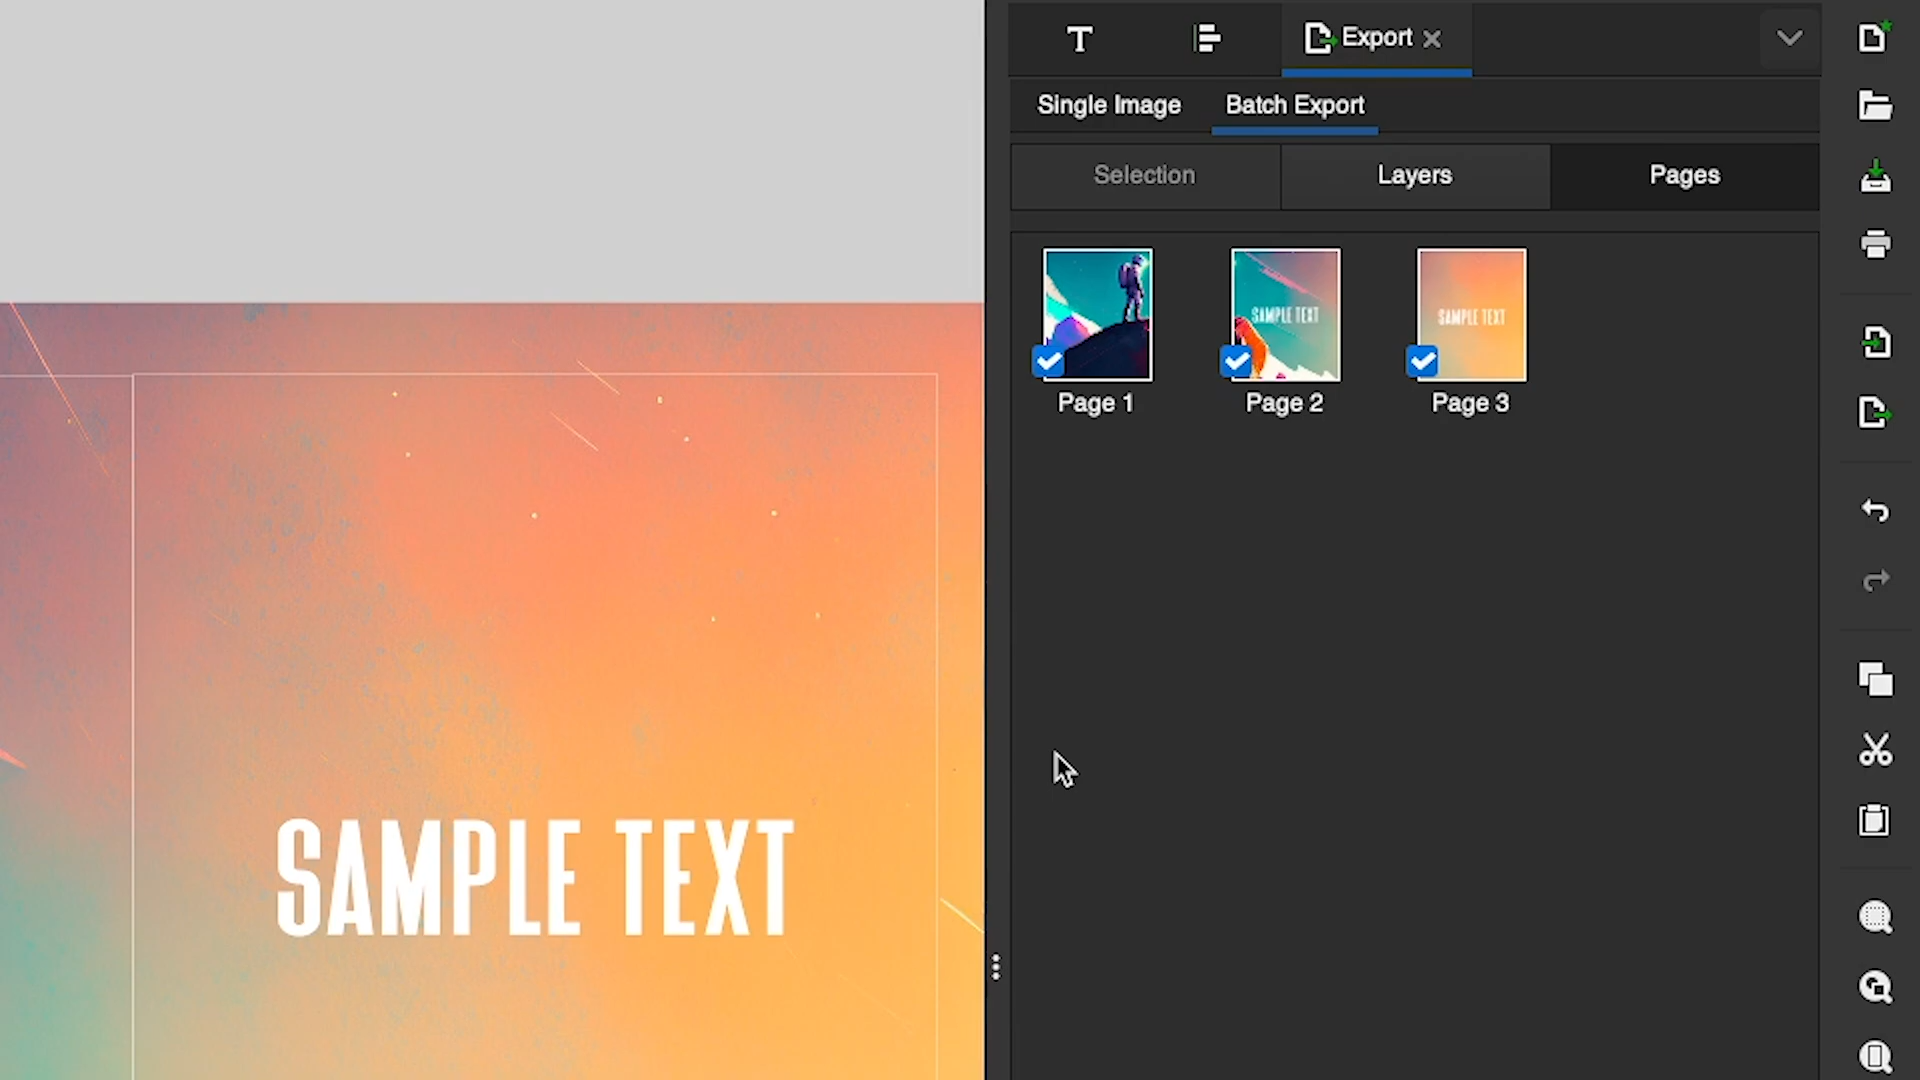 T Export
Single Image Batch Export
Selection Layers Pages
SAMPLE TEXT SAMPLE TEXT
Page 1 Page 2 Page 3
SAMPLE TEXT